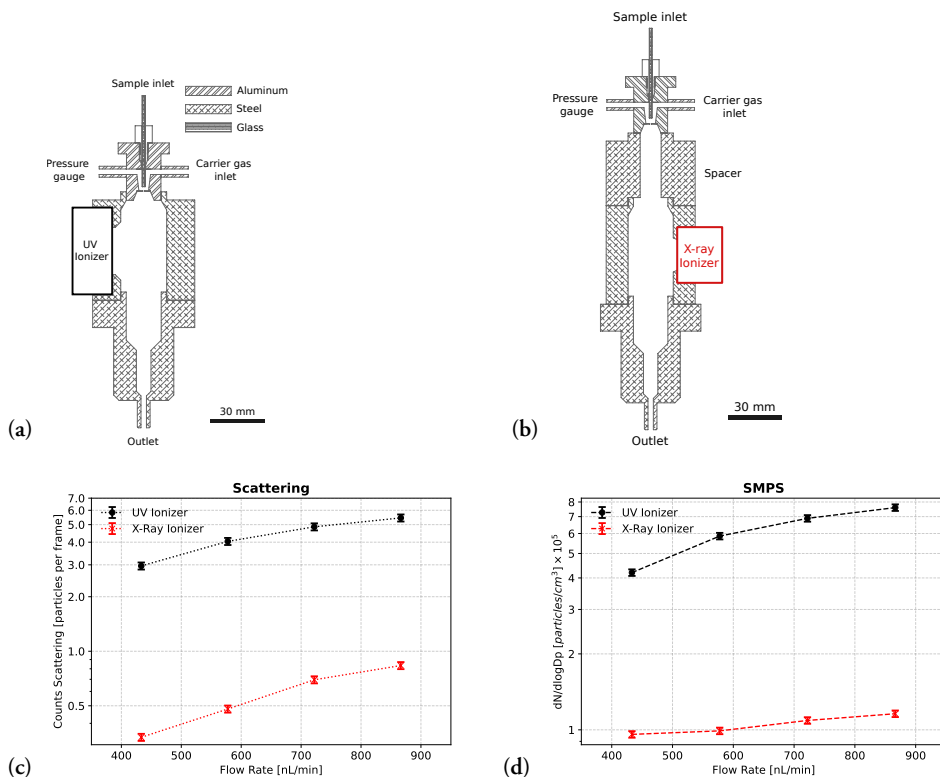 Sample inlet
Aluminum
Steel
Glass
Pressure
gauge
Carrier gas
inlet
UV
Ionizer
30 mm
Outlet
(a)
Sample inlet
Pressure
gauge
Carrier gas
inlet
Spacer
X-ray
Ionizer
30 mm
Outlet
(b)
Scattering
UV Ionizer
X-Ray Ionizer
Counts Scattering [particles per frame]
7.0
6.0
5.0
4.0
3.0
1.0
0.5
400 500 600 700 800 900
Flow Rate [nL/min]
(c)
SMPS
UV Ionizer
X-Ray Ionizer
dN/dlogDp [particles/cm³] × 10⁵
8
7
6
5
4
3
2
1
400 500 600 700 800 900
Flow Rate [nL/min]
(d)